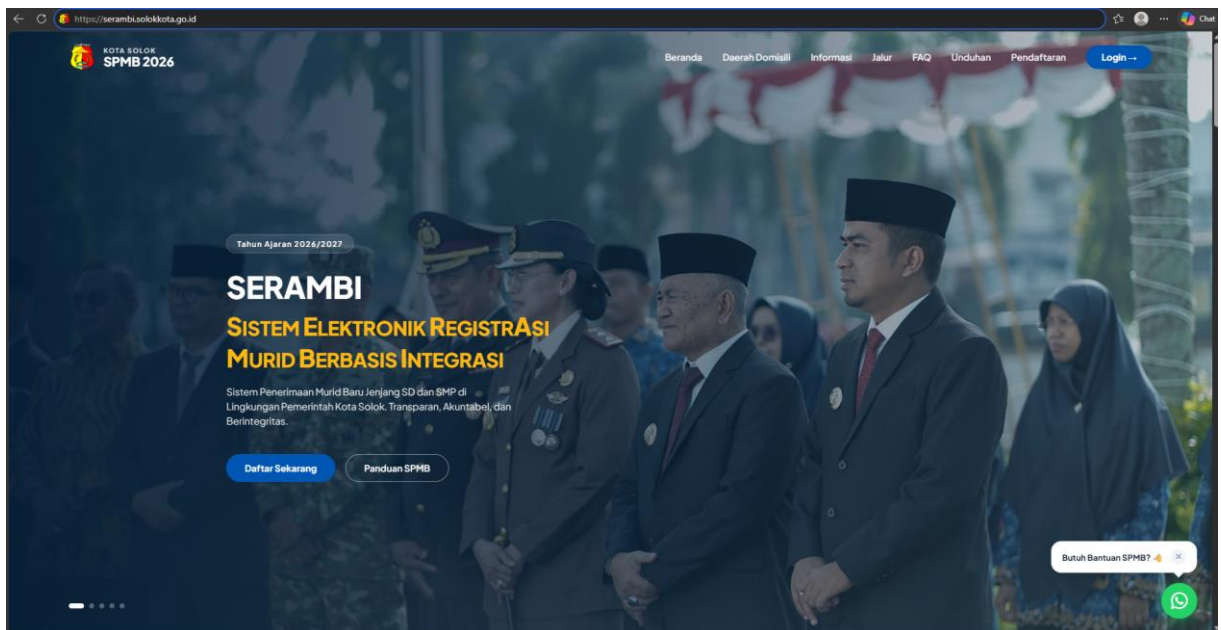 https://serambi.solokkota.go.id
Chat
KOTA SOLOK
SPMB 2026
Beranda Daerah Domisili Informasi Jalur FAQ Unduhan Pendaftaran Login→
Tahun Ajaran 2026/2027
SERAMBI
SISTEM ELEKTRONIK REGISTRASI
MURID BERBASIS INTEGRASI
Sistem Penerimaan Murid Baru Jenjang SD dan SMP di
Lingkungan Pemerintah Kota Solok. Transparan, Akuntabel, dan
Berintegritas.
Daftar Sekarang Panduan SPMB
Butuh Bantuan SPMB?